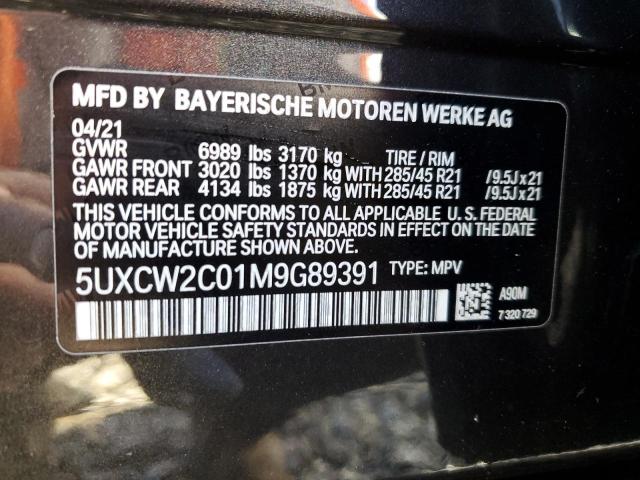 MFD BY BAYERISCHE MOTOREN WERKE AG
04/21
GVWR 6989 lbs 3170 kg TIRE / RIM
GAWR FRONT 3020 lbs 1370 kg WITH 285/45 R21 /9.5J x 21
GAWR REAR 4134 lbs 1875 kg WITH 285/45 R21 /9.5J x 21
THIS VEHICLE CONFORMS TO ALL APPLICABLE U.S. FEDERAL
MOTOR VEHICLE SAFETY STANDARDS IN EFFECT ON THE DATE
OF MANUFACTURE SHOWN ABOVE.
5UXCW2C01M9G89391 TYPE: MPV
A90M
7 320 729